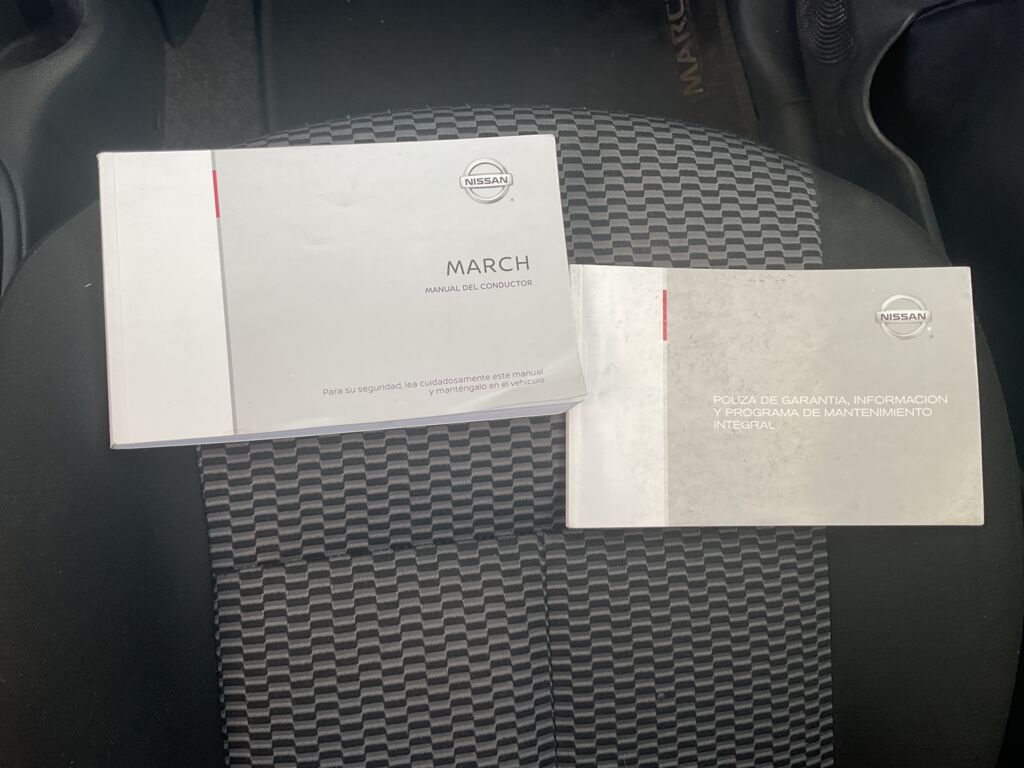 MARC
NISSAN
MARCH
MANUAL DEL CONDUCTOR
Para su seguridad, lea cuidadosamente este manual
y manténgalo en el vehículo
NISSAN
POLIZA DE GARANTIA, INFORMACION
Y PROGRAMA DE MANTENIMIENTO
INTEGRAL